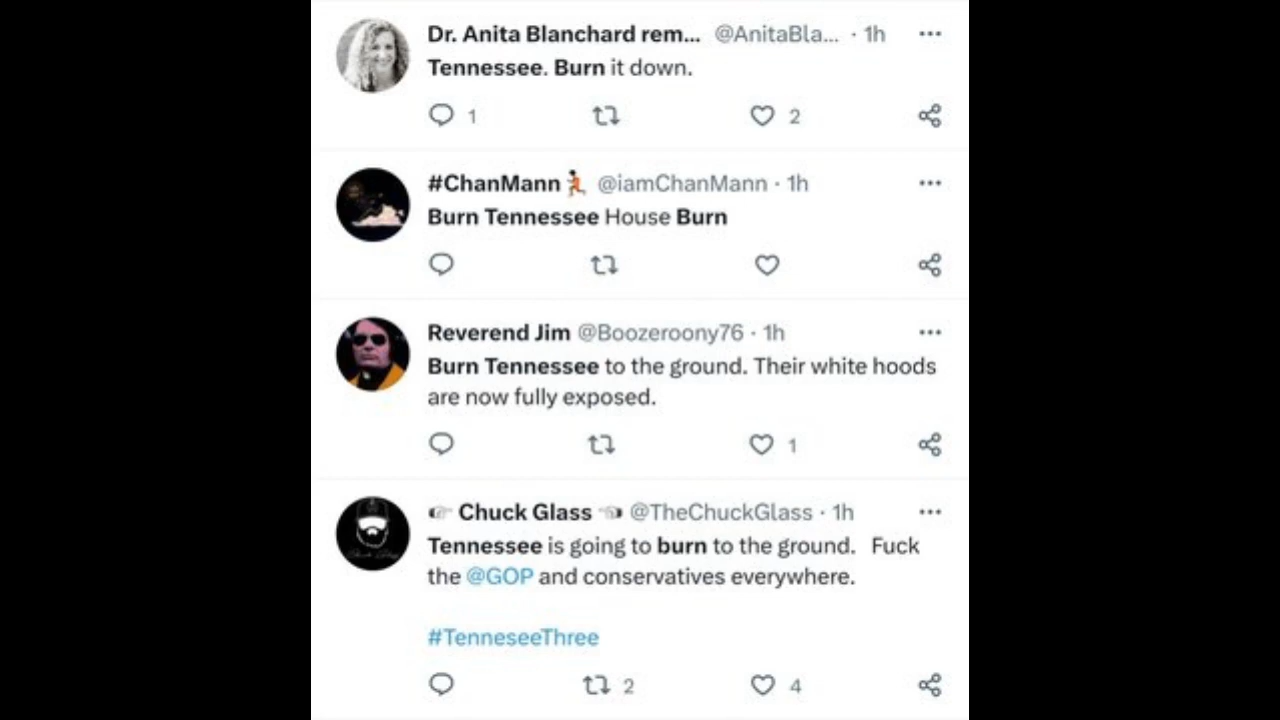 Dr. Anita Blanchard rem... @AnitaBla... · 1h
Tennessee. Burn it down.
1 2
#ChanMann🏃 @iamChanMann · 1h
Burn Tennessee House Burn
Reverend Jim @Boozeroony76 · 1h
Burn Tennessee to the ground. Their white hoods
are now fully exposed.
1
👉 Chuck Glass 👈 @TheChuckGlass · 1h
Tennessee is going to burn to the ground. Fuck
the @GOP and conservatives everywhere.
#TenneseeThree
2 4